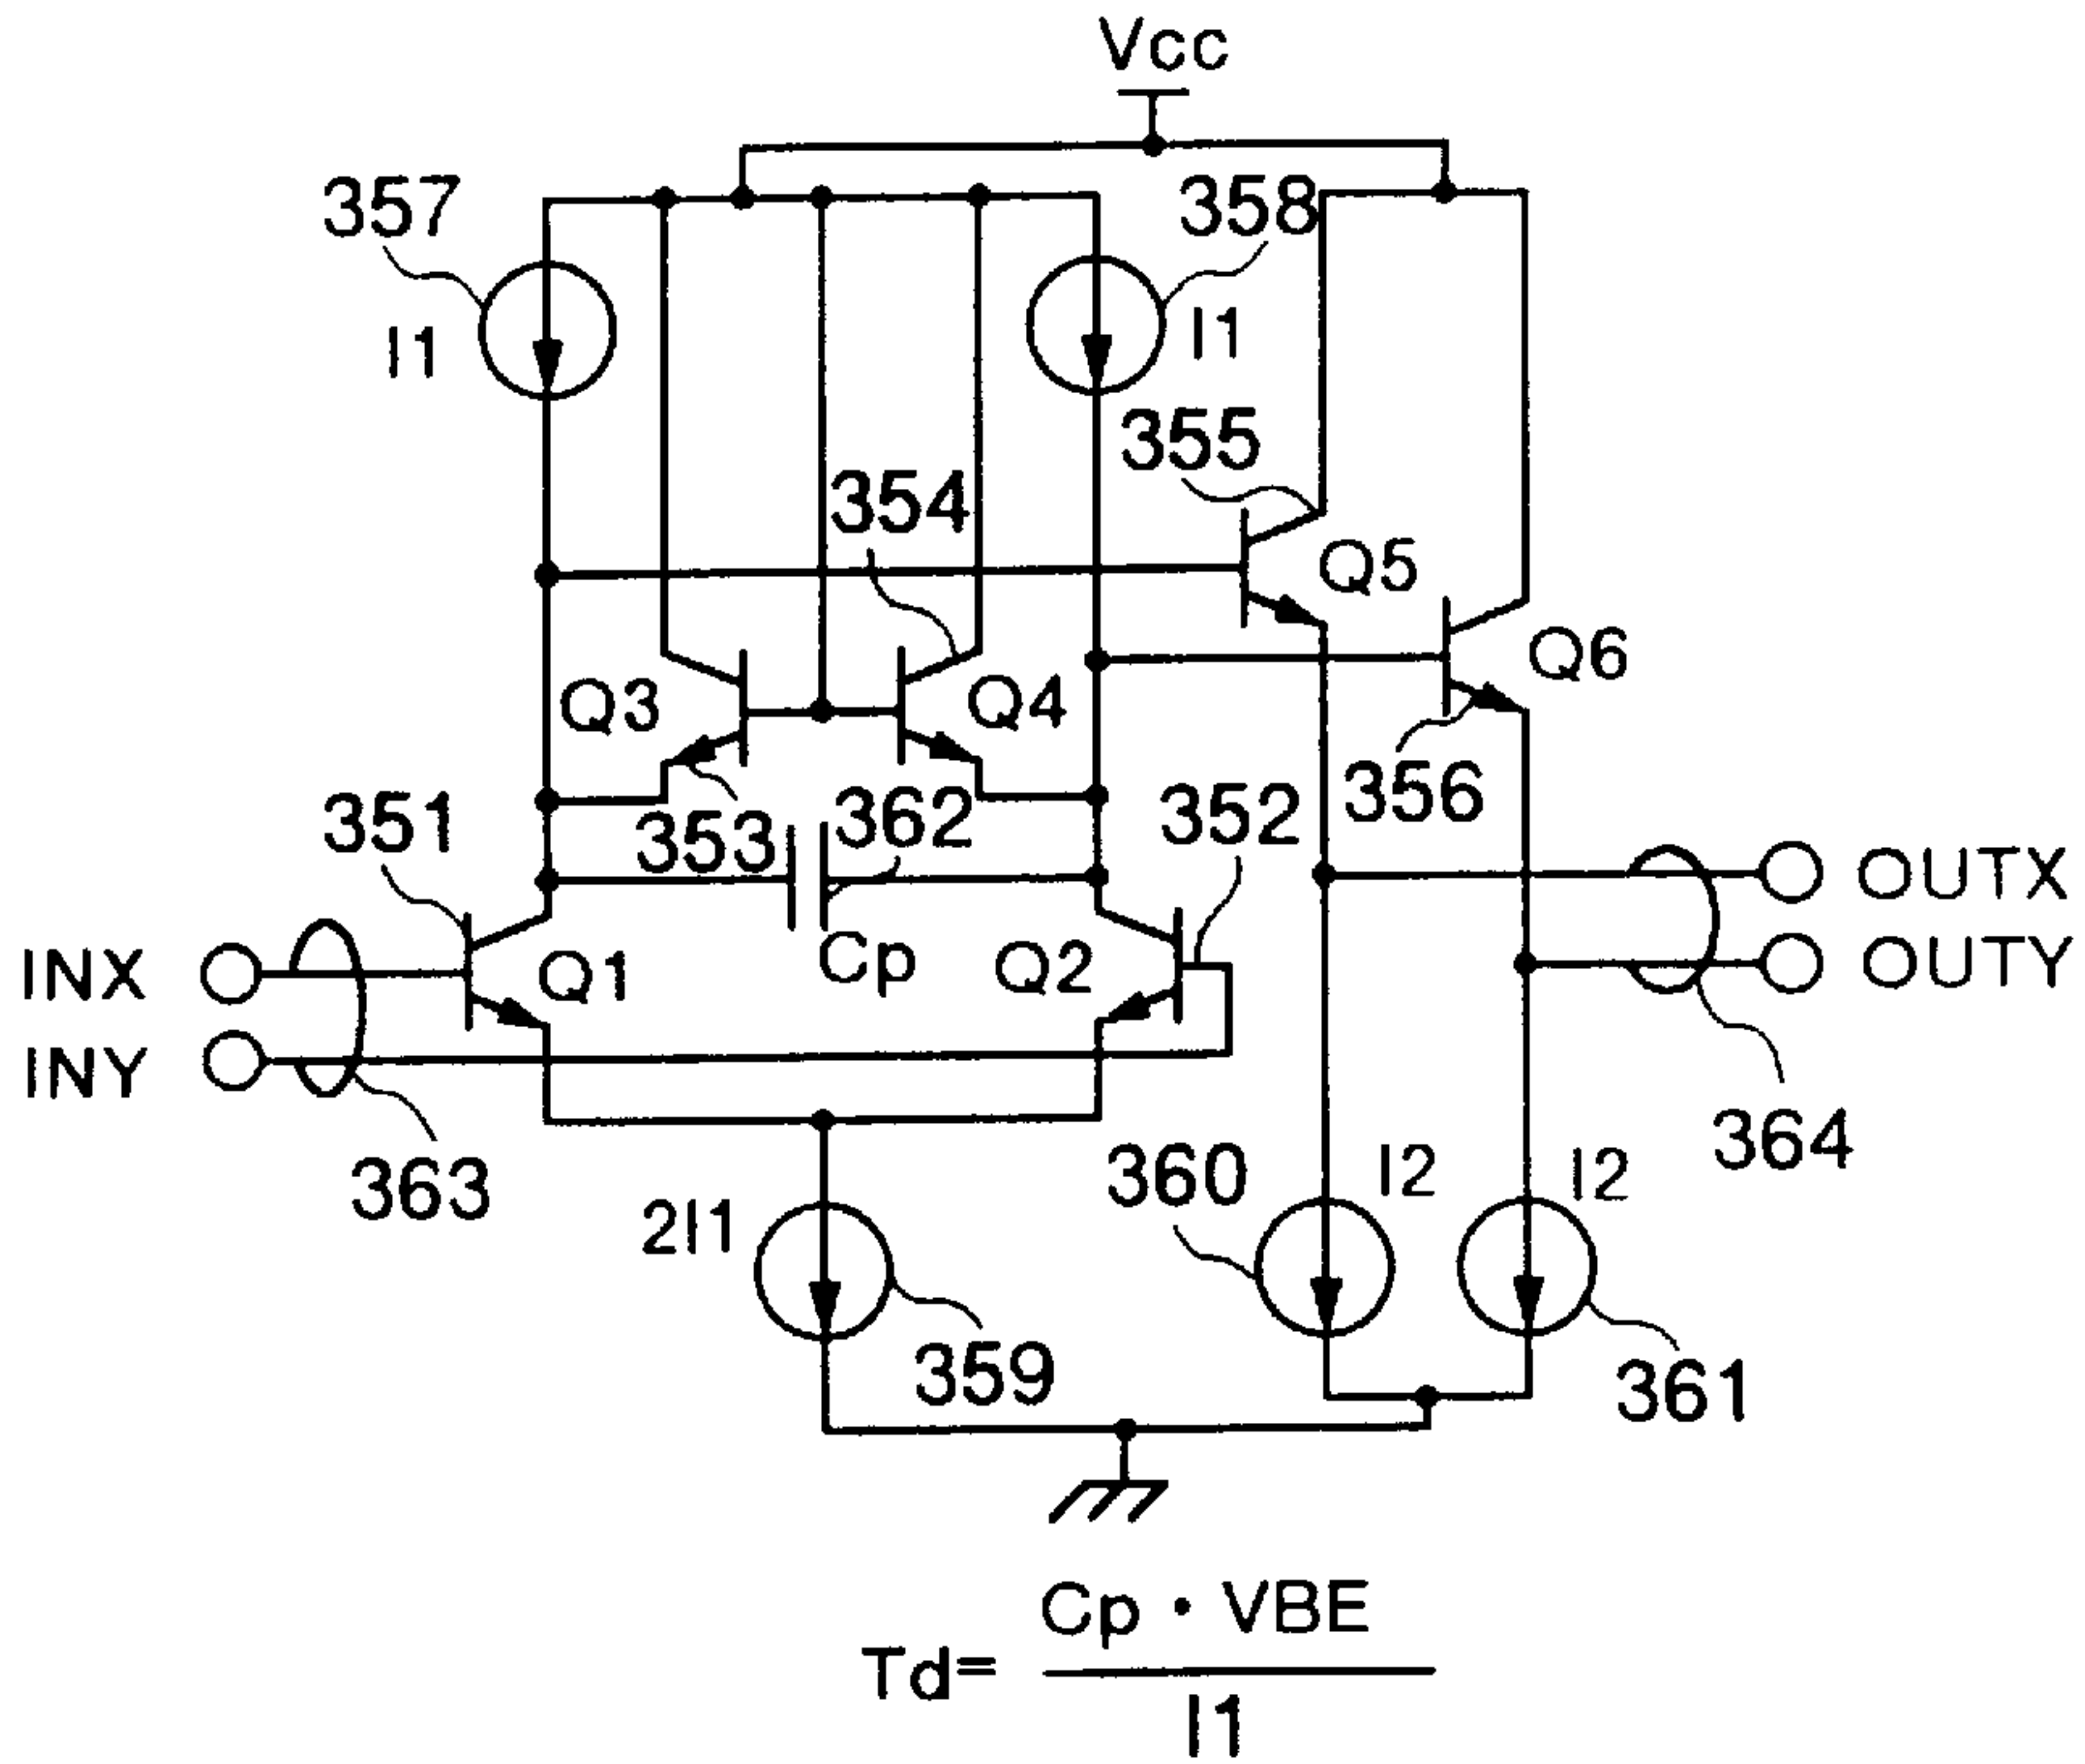 Vcc
357
358
I1
I1
355
354
Q5
Q6
Q3
Q4
356
351
353
362
352
OUTX
INX
Q1
Cp
Q2
OUTY
INY
364
363
360
I2
I2
2I1
359
361
Td= Cp・VBE
I1